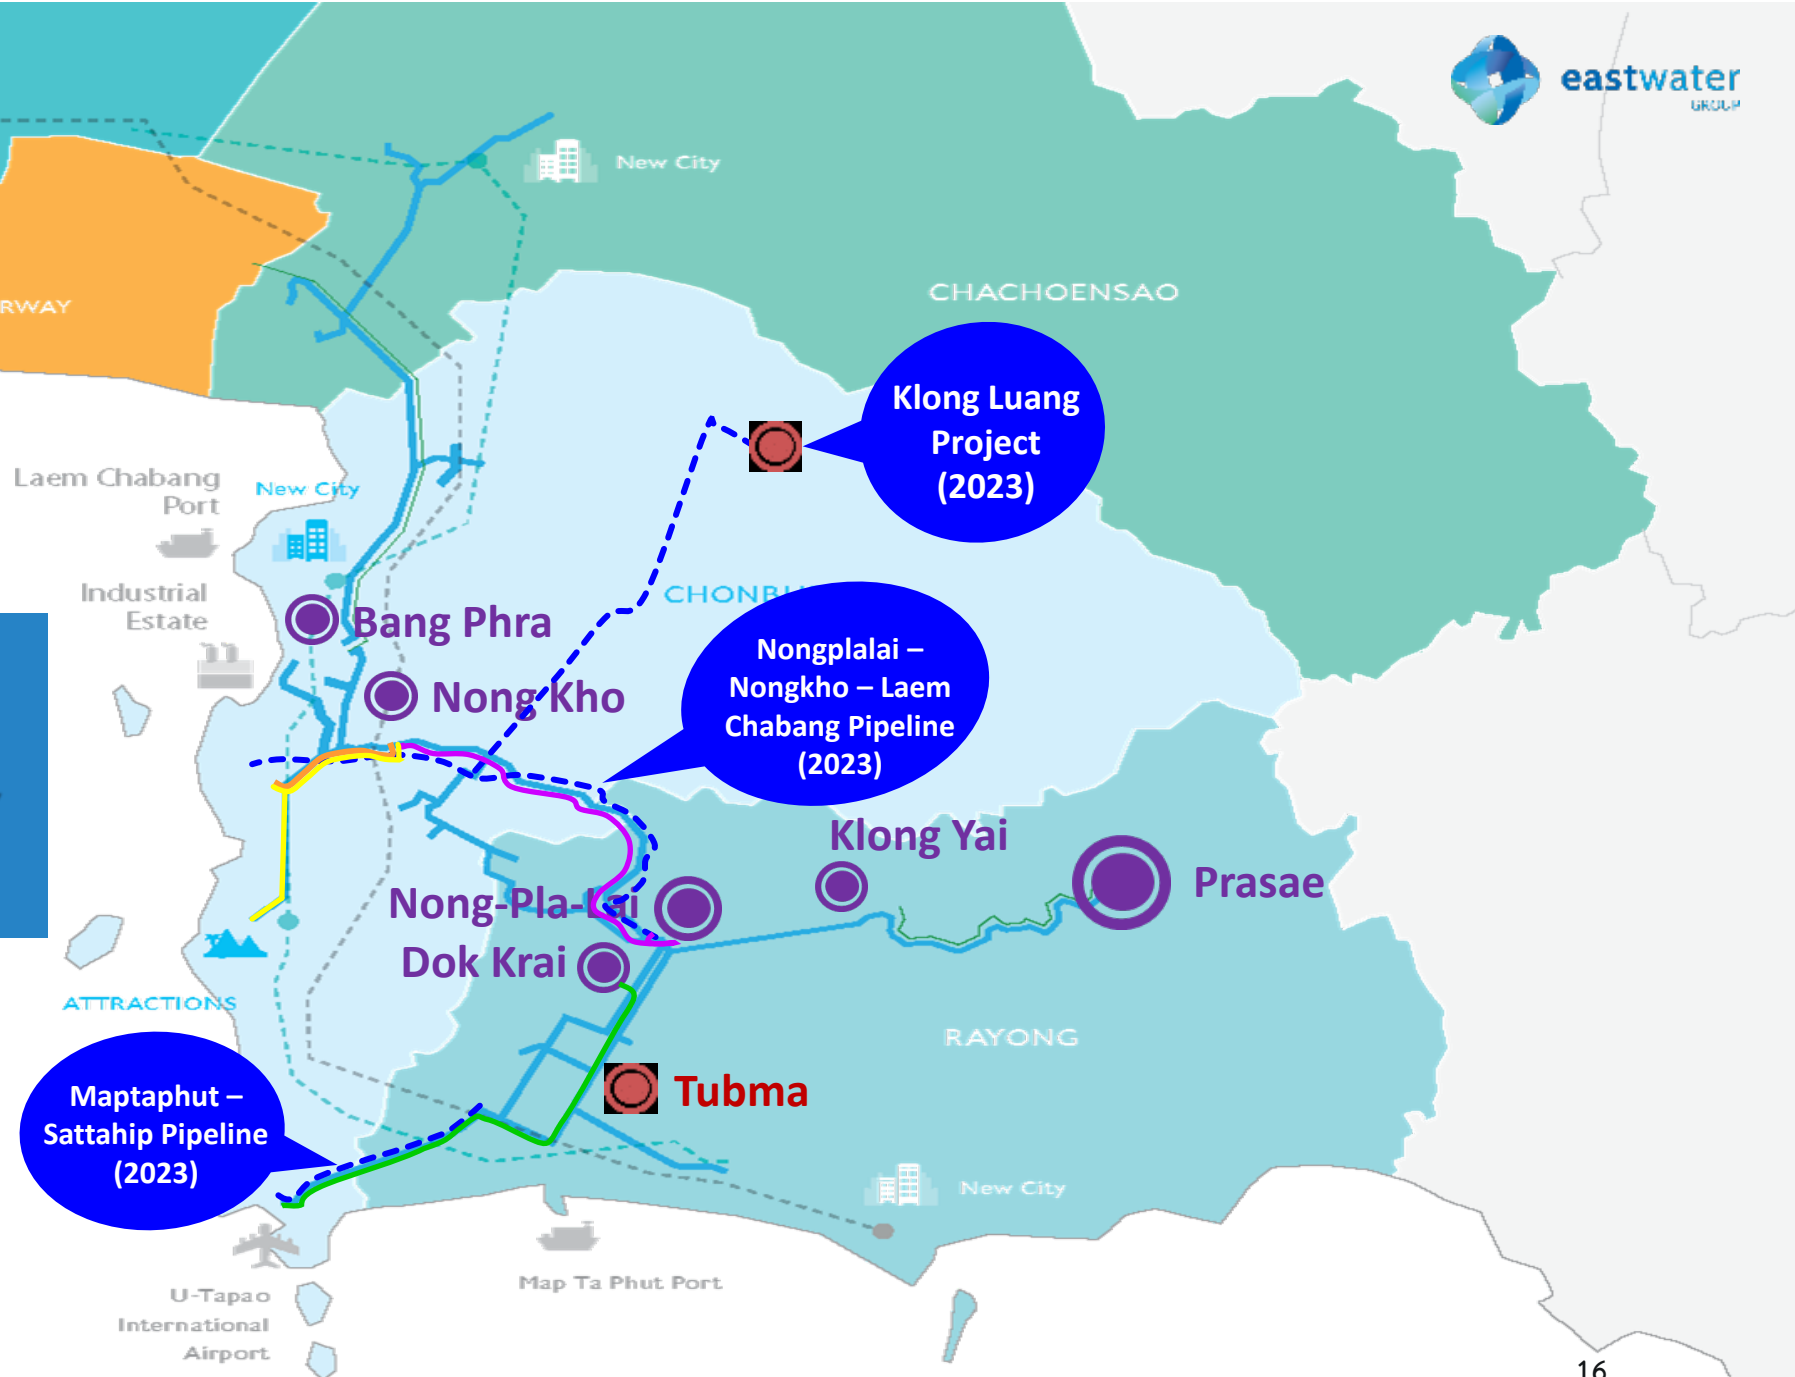 eastwater
GROUP
New City
CHACHOENSAO
RWAY
Klong Luang
Project
(2023)
Laem Chabang
Port
New City
Industrial
Estate
Bang Phra
Nong Kho
Nongplalai –
Nongkho – Laem
Chabang Pipeline
(2023)
Klong Yai
Prasae
Nong-Pla-Lai
Dok Krai
ATTRACTIONS
RAYONG
Tubma
Maptaphut –
Sattahip Pipeline
(2023)
New City
Map Ta Phut Port
U-Tapao
International
Airport
16